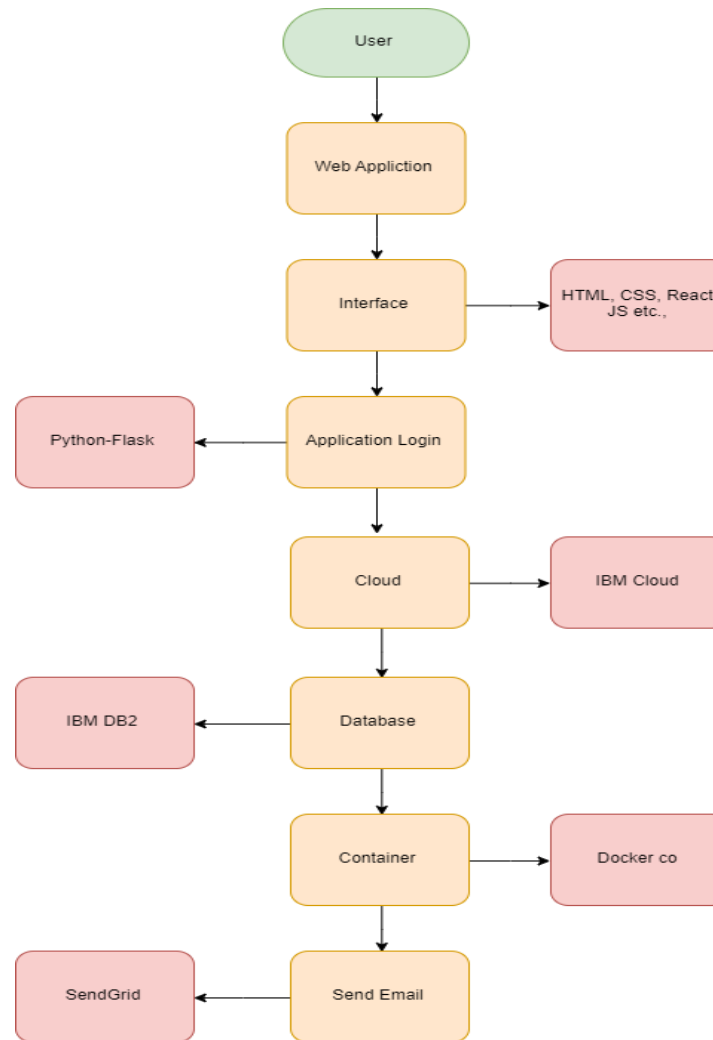 User
Web Appliction
Interface
HTML, CSS, React
JS etc.,
Python-Flask
Application Login
Cloud
IBM Cloud
IBM DB2
Database
Container
Docker co
SendGrid
Send Email